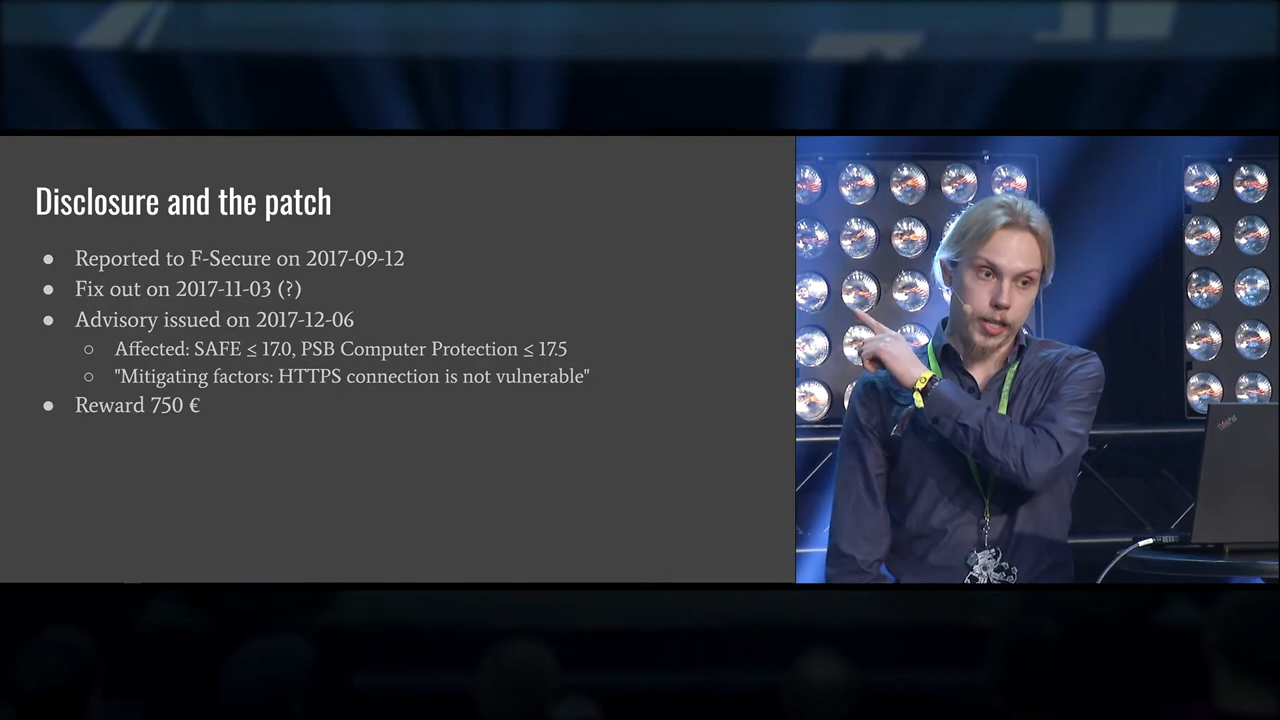 Disclosure and the patch
● Reported to F-Secure on 2017-09-12
● Fix out on 2017-11-03 (?)
● Advisory issued on 2017-12-06
○ Affected: SAFE ≤ 17.0, PSB Computer Protection ≤ 17.5
○ "Mitigating factors: HTTPS connection is not vulnerable"
● Reward 750 €
ThinkPad